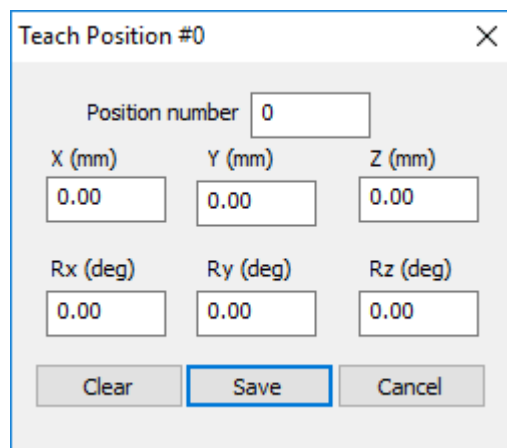 Teach Position #0
Position number 0
X (mm) Y (mm) Z (mm)
0.00 0.00 0.00
Rx (deg) Ry (deg) Rz (deg)
0.00 0.00 0.00
Clear Save Cancel